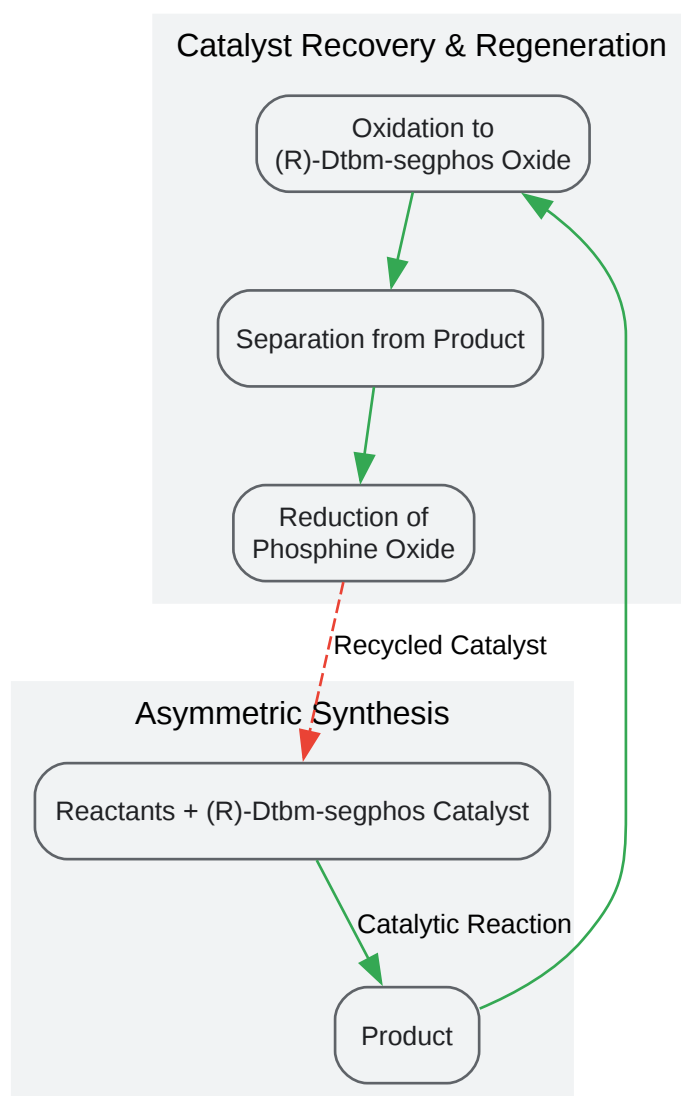 Catalyst Recovery & Regeneration
Oxidation to
(R)-Dtbm-segphos Oxide
Separation from Product
Reduction of
Phosphine Oxide
Recycled Catalyst
Asymmetric Synthesis
Reactants + (R)-Dtbm-segphos Catalyst
Catalytic Reaction
Product